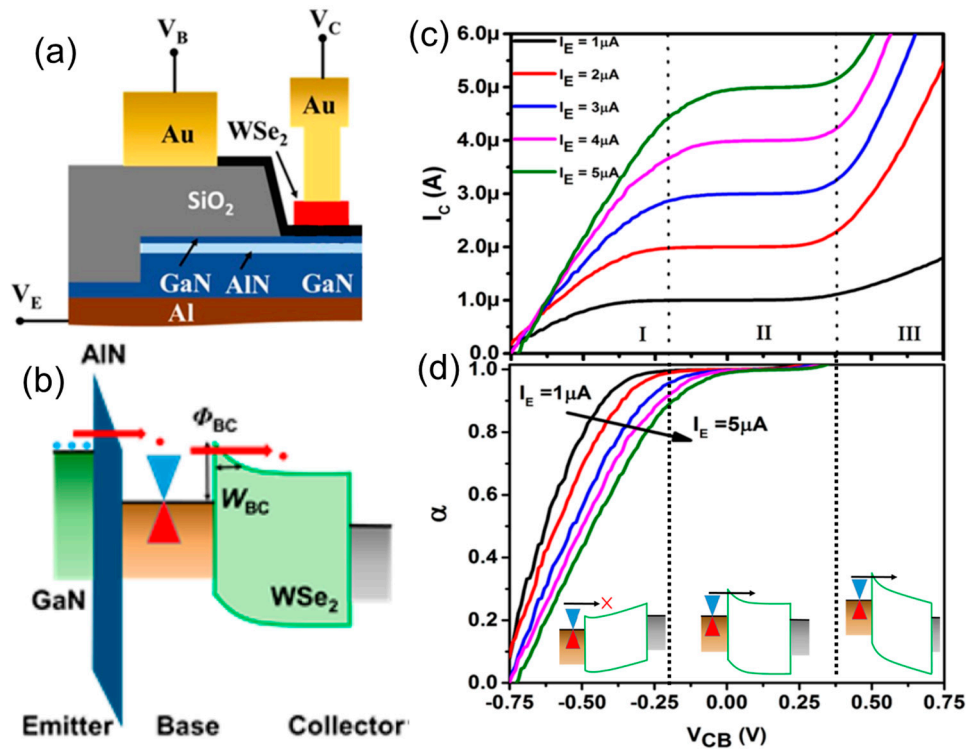 (a)
V_B
V_C
Au
Au
WSe₂
SiO₂
GaN
AlN
GaN
V_E
Al
(b)
AlN
Φ_BC
W_BC
GaN
WSe₂
Emitter
Base
Collector
(c)
6.0µ
5.0µ
4.0µ
3.0µ
2.0µ
1.0µ
0.0
I_C (A)
I_E = 1µA
I_E = 2µA
I_E = 3µA
I_E = 4µA
I_E = 5µA
I
II
III
(d)
1.0
0.8
0.6
0.4
0.2
0.0
α
I_E = 1µA
I_E = 5µA
-0.75
-0.50
-0.25
0.00
0.25
0.50
0.75
V_CB (V)